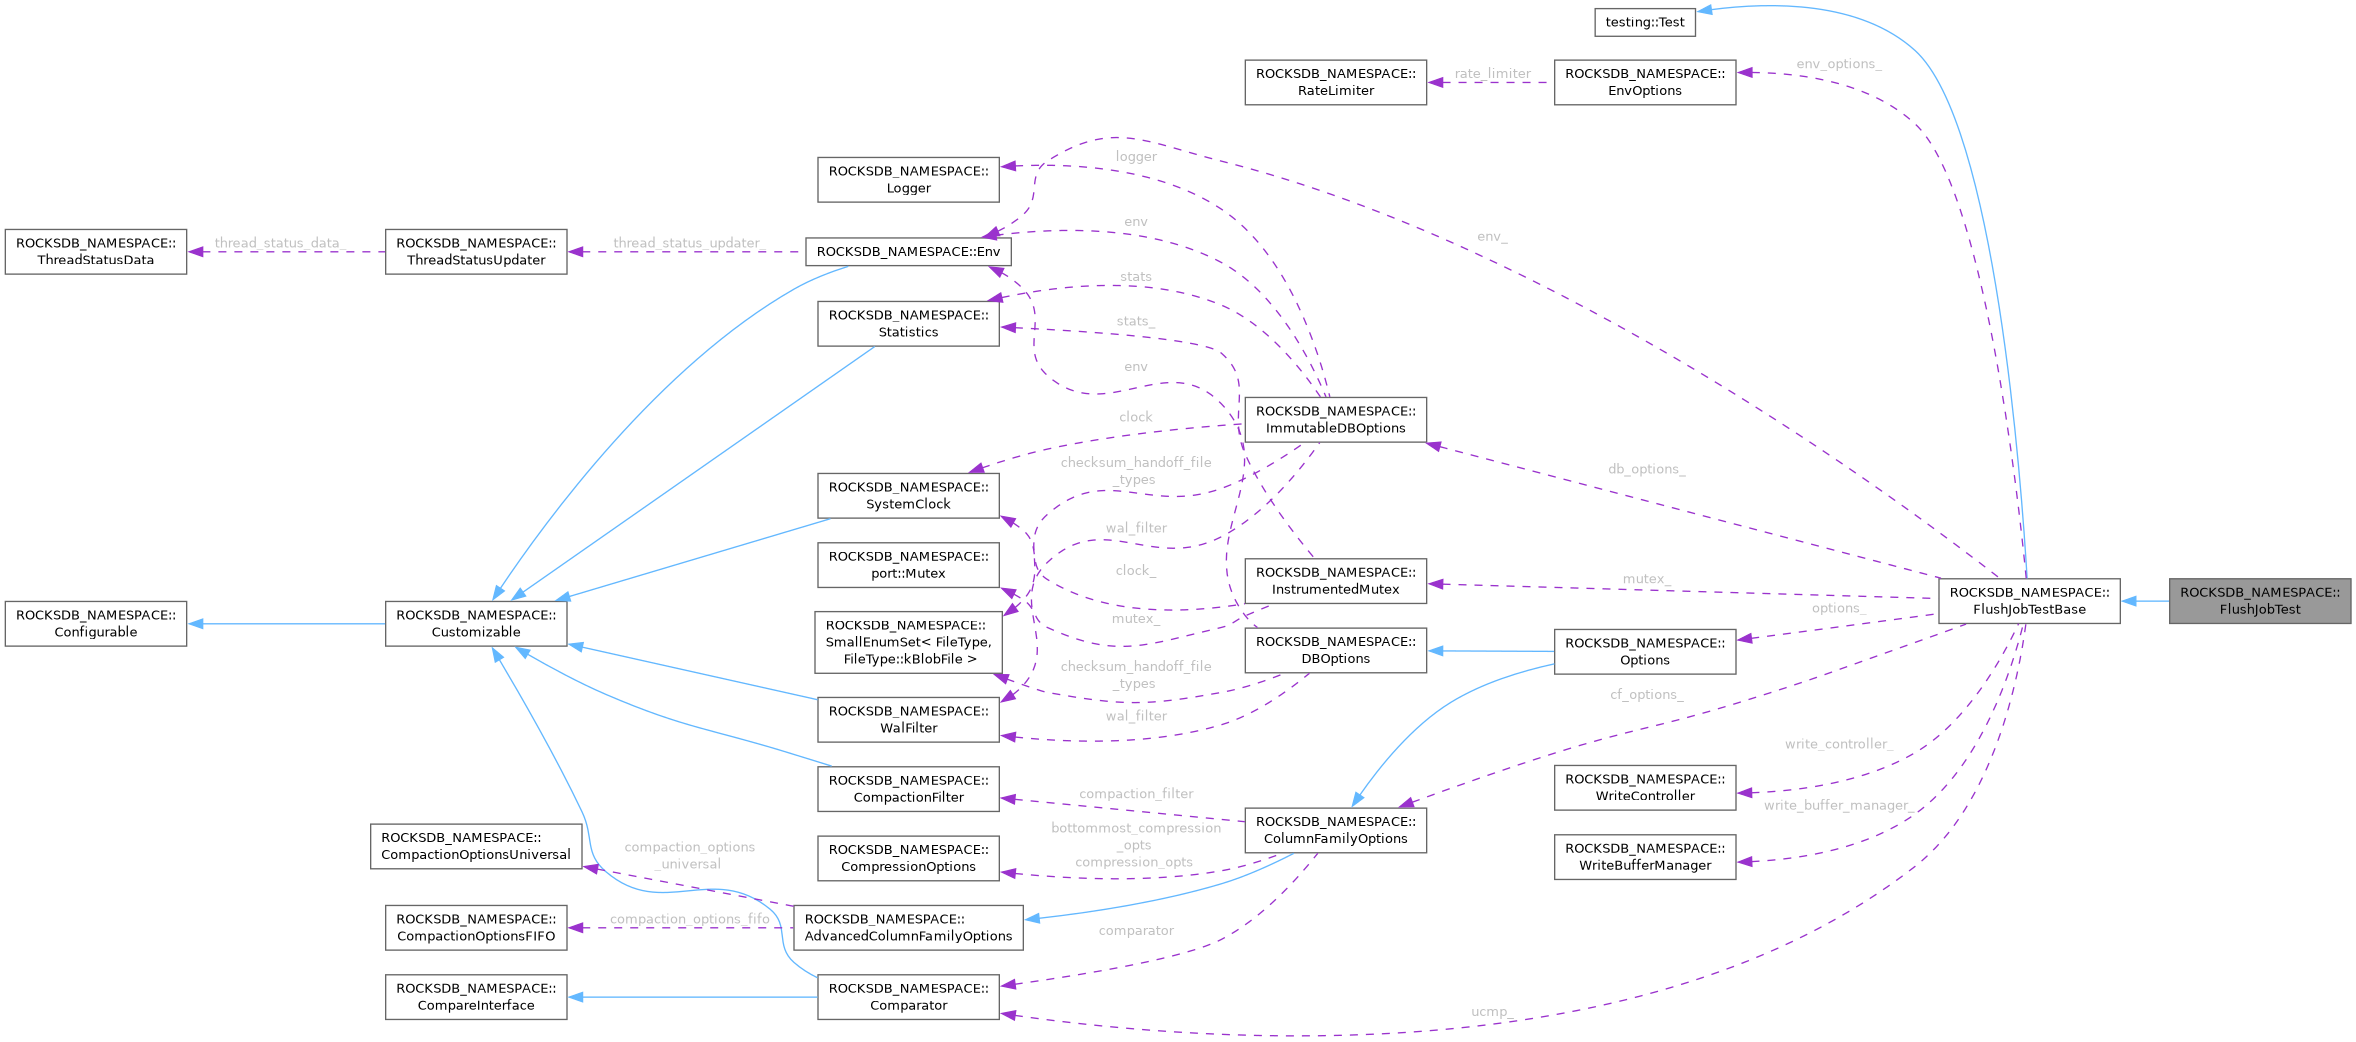 testing::Test
ROCKSDB_NAMESPACE::
RateLimiter
rate_limiter
ROCKSDB_NAMESPACE::
EnvOptions
env_options_
ROCKSDB_NAMESPACE::
Logger
logger
ROCKSDB_NAMESPACE::
ThreadStatusData
thread_status_data_
ROCKSDB_NAMESPACE::
ThreadStatusUpdater
thread_status_updater_
ROCKSDB_NAMESPACE::Env
env
env_
ROCKSDB_NAMESPACE::
Statistics
stats
stats_
env
ROCKSDB_NAMESPACE::
ImmutableDBOptions
clock
checksum_handoff_file
_types
db_options_
ROCKSDB_NAMESPACE::
SystemClock
wal_filter
ROCKSDB_NAMESPACE::
port::Mutex
clock_
ROCKSDB_NAMESPACE::
InstrumentedMutex
mutex_
ROCKSDB_NAMESPACE::
FlushJobTestBase
ROCKSDB_NAMESPACE::
FlushJobTest
ROCKSDB_NAMESPACE::
Configurable
ROCKSDB_NAMESPACE::
Customizable
ROCKSDB_NAMESPACE::
SmallEnumSet< FileType,
FileType::kBlobFile >
mutex_
options_
ROCKSDB_NAMESPACE::
DBOptions
ROCKSDB_NAMESPACE::
Options
checksum_handoff_file
_types
cf_options_
ROCKSDB_NAMESPACE::
WalFilter
wal_filter
write_controller_
ROCKSDB_NAMESPACE::
CompactionFilter
compaction_filter
ROCKSDB_NAMESPACE::
WriteController
write_buffer_manager_
ROCKSDB_NAMESPACE::
ColumnFamilyOptions
ROCKSDB_NAMESPACE::
CompactionOptionsUniversal
compaction_options
_universal
ROCKSDB_NAMESPACE::
CompressionOptions
bottommost_compression
_opts
compression_opts
ROCKSDB_NAMESPACE::
WriteBufferManager
ROCKSDB_NAMESPACE::
CompactionOptionsFIFO
compaction_options_fifo
ROCKSDB_NAMESPACE::
AdvancedColumnFamilyOptions
comparator
ROCKSDB_NAMESPACE::
CompareInterface
ROCKSDB_NAMESPACE::
Comparator
ucmp_